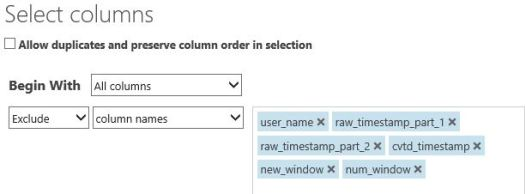 Select columns
Allow duplicates and preserve column order in selection
Begin With All columns
Exclude column names
user_name × raw_timestamp_part_1 ×
raw_timestamp_part_2 × cvtd_timestamp ×
new_window × num_window ×